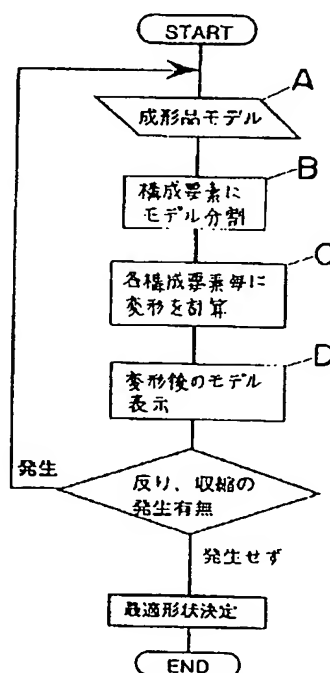 START
A
成形品モデル
B
構成要素に
モデル分割
C
各構成要素毎に
変形を計算
D
変形後のモデル
表示
発生
反り、収縮の
発生有無
発生せず
最適形状決定
END